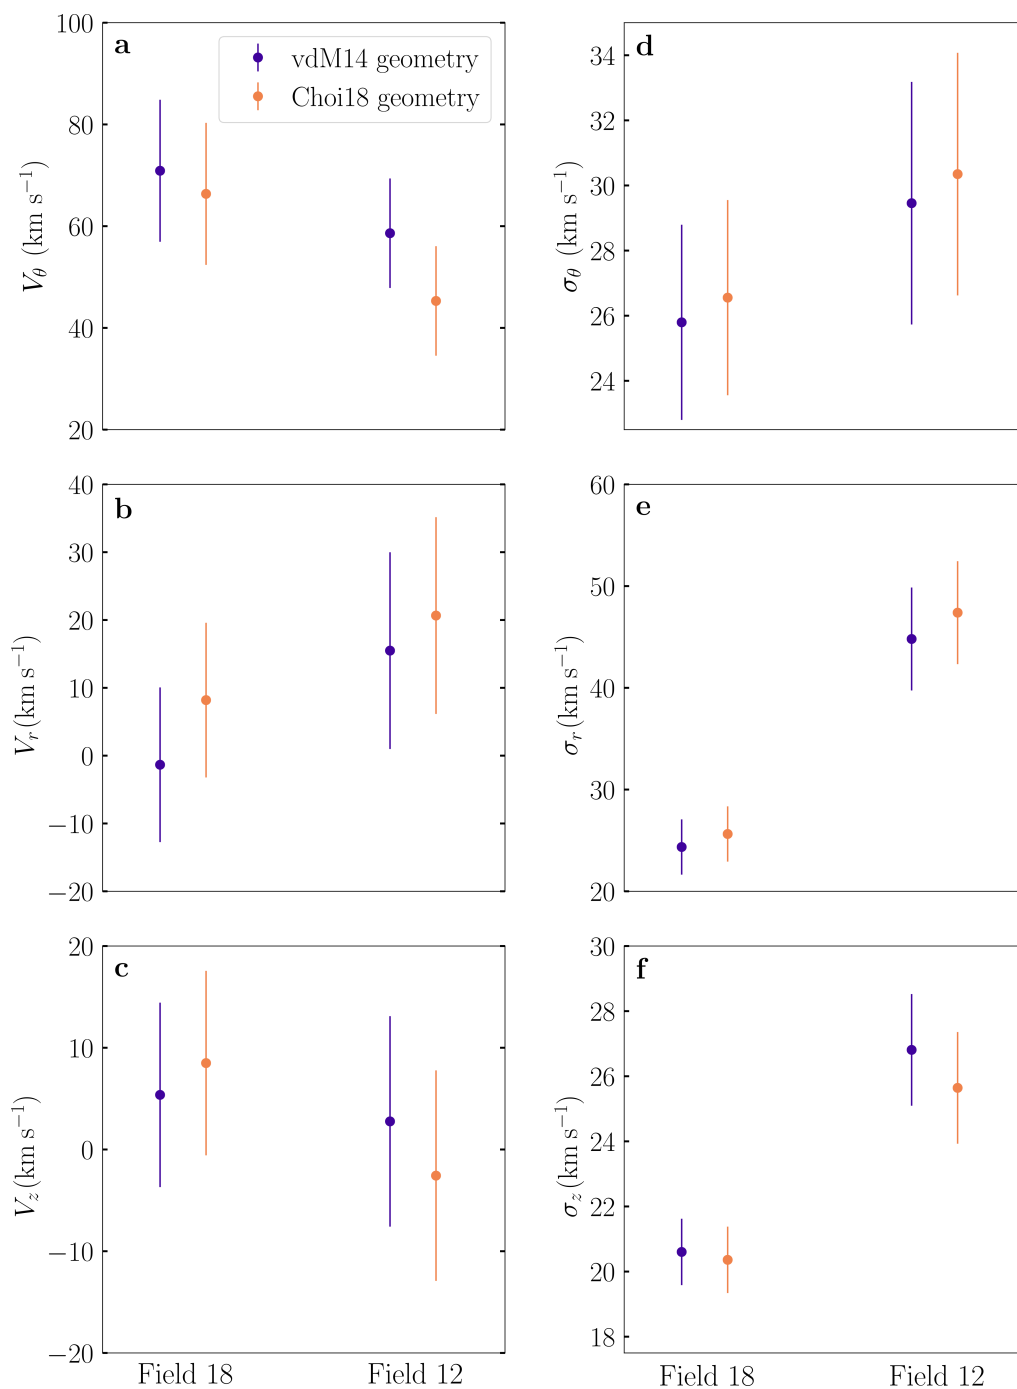 a
vdM14 geometry
Choi18 geometry
100
80
60
40
20
V_θ (km s⁻¹)
d
34
32
30
28
26
24
σ_θ (km s⁻¹)
b
40
30
20
10
0
−10
−20
V_r(km s⁻¹)
e
60
50
40
30
20
σ_r(km s⁻¹)
c
20
10
0
−10
−20
V_z(km s⁻¹)
Field 18 Field 12
f
30
28
26
24
22
20
18
σ_z(km s⁻¹)
Field 18 Field 12